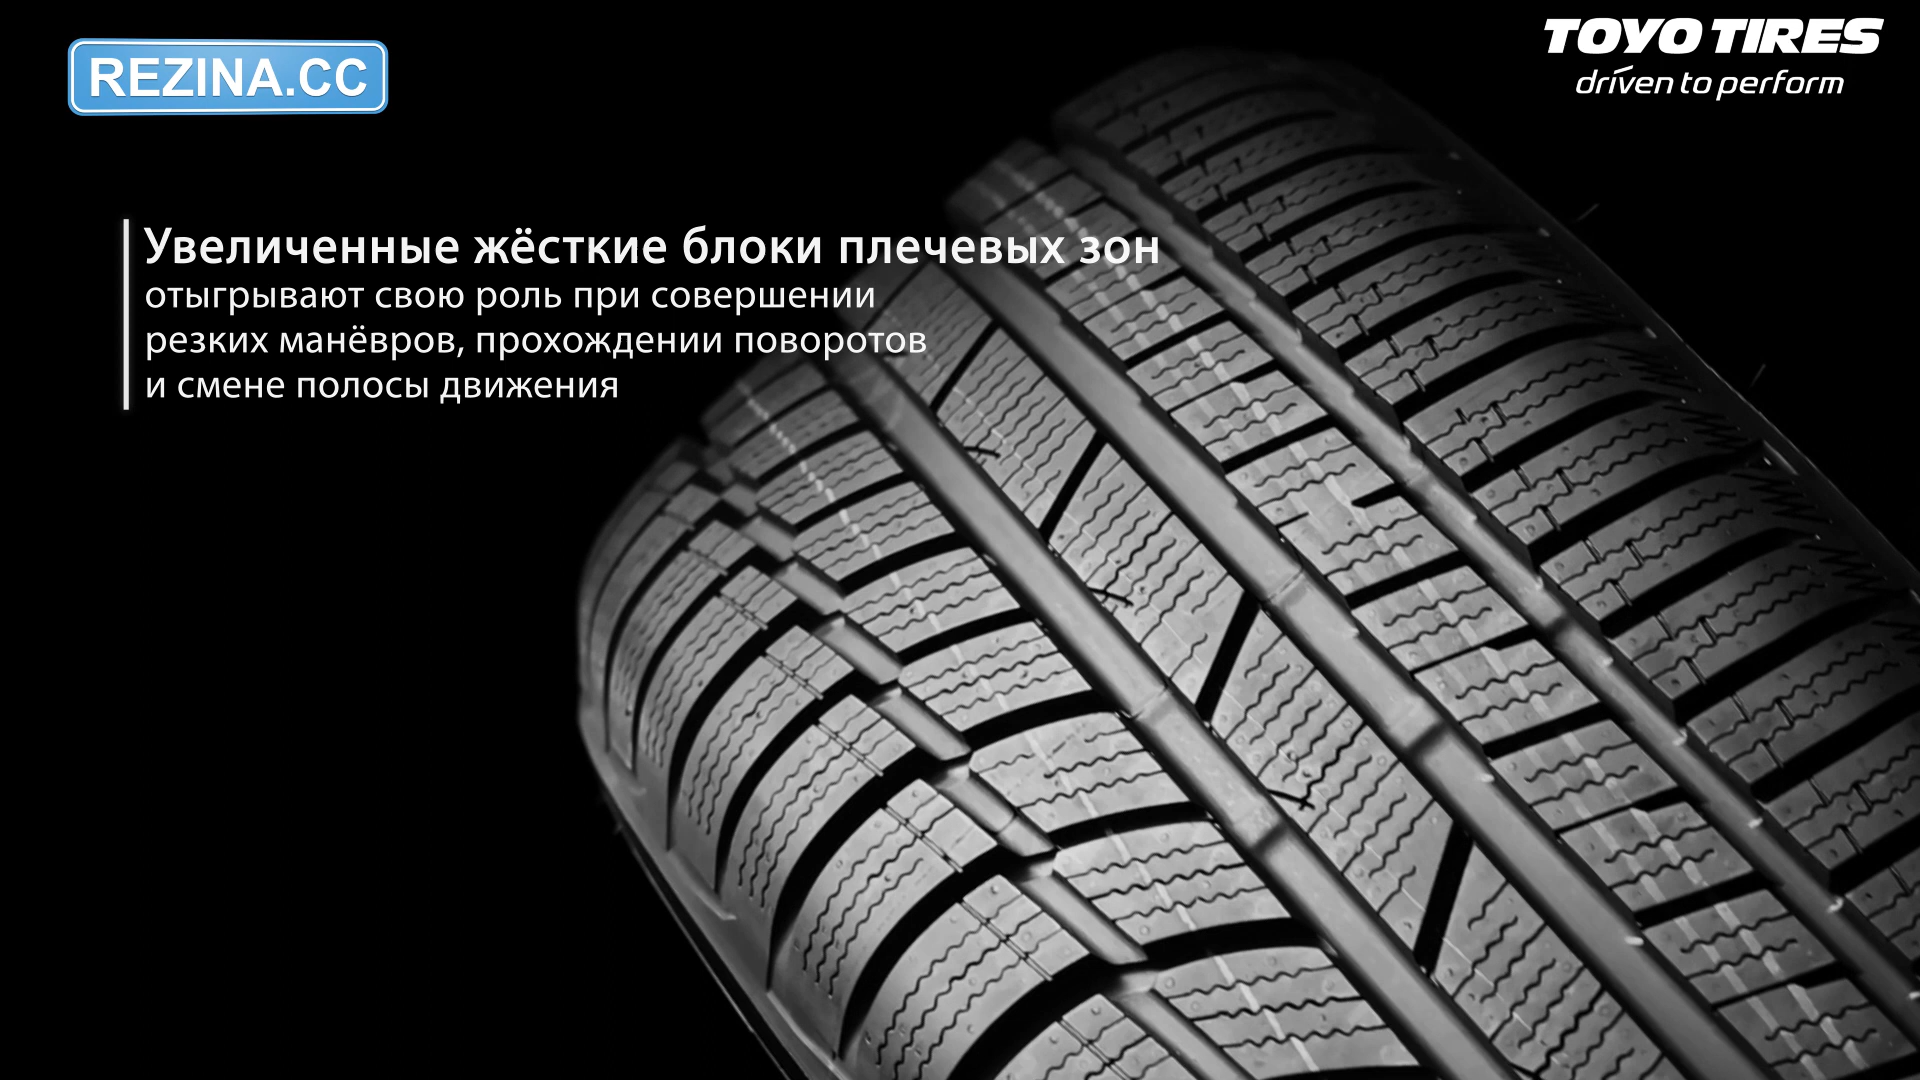 REZINA.CC
TOYO TIRES
driven to perform
Увеличенные жёсткие блоки плечевых зон
отыгрывают свою роль при совершении
резких манёвров, прохождении поворотов
и смене полосы движения